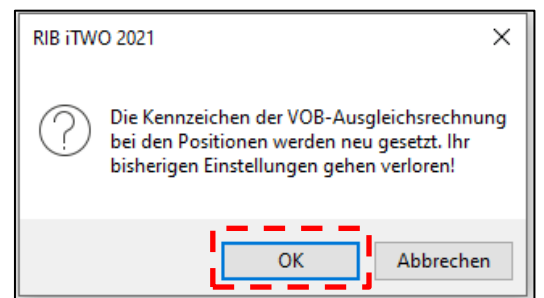 RIB iTWO 2021
Die Kennzeichen der VOB-Ausgleichsrechnung
bei den Positionen werden neu gesetzt. Ihr
bisherigen Einstellungen gehen verloren!
OK Abbrechen